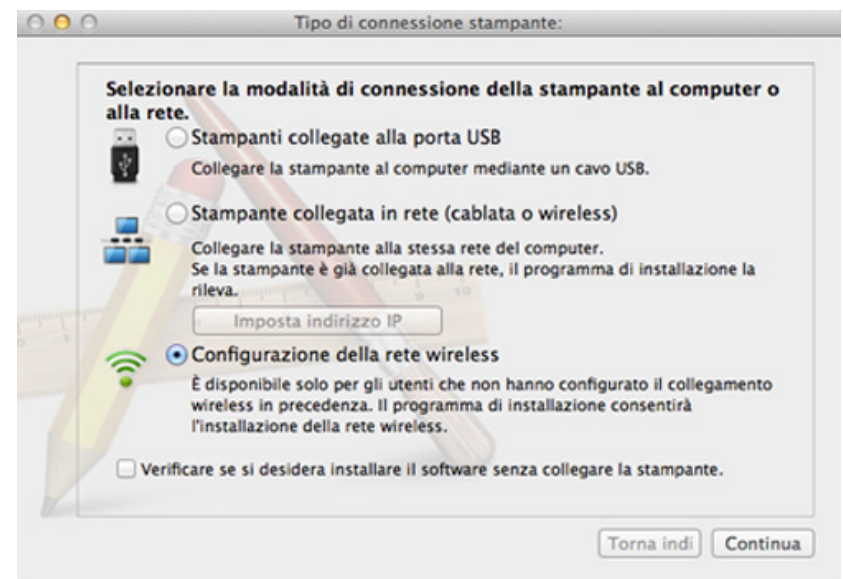 Tipo di connessione stampante:
Selezionare la modalità di connessione della stampante al computer o
alla rete.
Stampanti collegate alla porta USB
Collegare la stampante al computer mediante un cavo USB.
Stampante collegata in rete (cablata o wireless)
Collegare la stampante alla stessa rete del computer.
Se la stampante è già collegata alla rete, il programma di installazione la
rileva.
Imposta indirizzo IP
Configurazione della rete wireless
È disponibile solo per gli utenti che non hanno configurato il collegamento
wireless in precedenza. Il programma di installazione consentirà
l'installazione della rete wireless.
Verificare se si desidera installare il software senza collegare la stampante.
Torna indi Continua